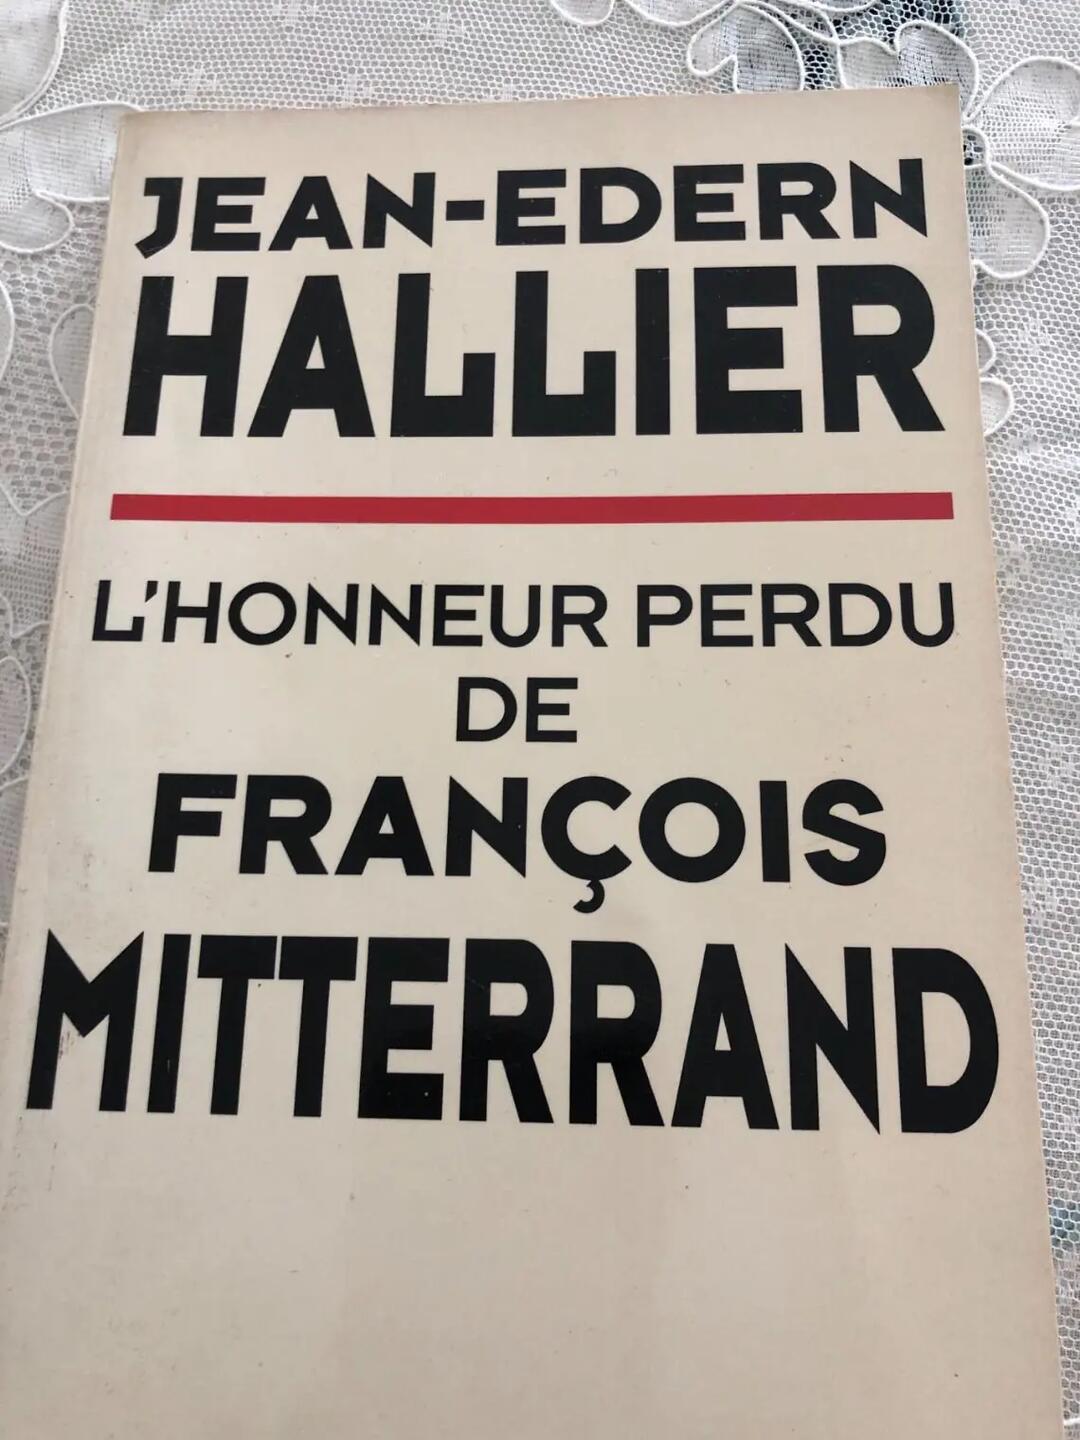 JEAN-EDERN
HALLIER
L'HONNEUR PERDU
DE
FRANÇOIS
MITTERRAND